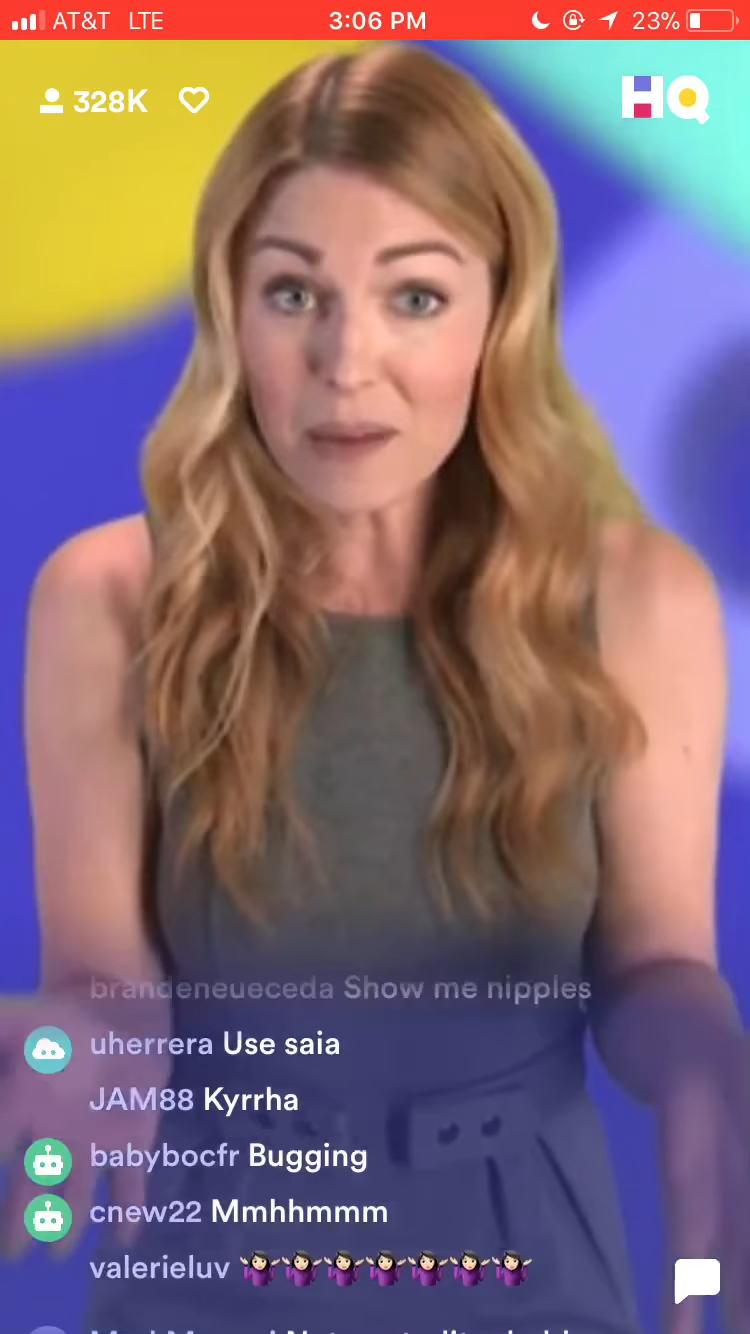 AT&T LTE 3:06 PM 23%
328K HQ
brandeneueceda Show me nipples
uherrera Use saia
JAM88 Kyrrha
babybocfr Bugging
cnew22 Mmhhmmm
valerieluv 🤷🏻‍♀️🤷🏻‍♀️🤷🏻‍♀️🤷🏻‍♀️🤷🏻‍♀️🤷🏻‍♀️🤷🏻‍♀️